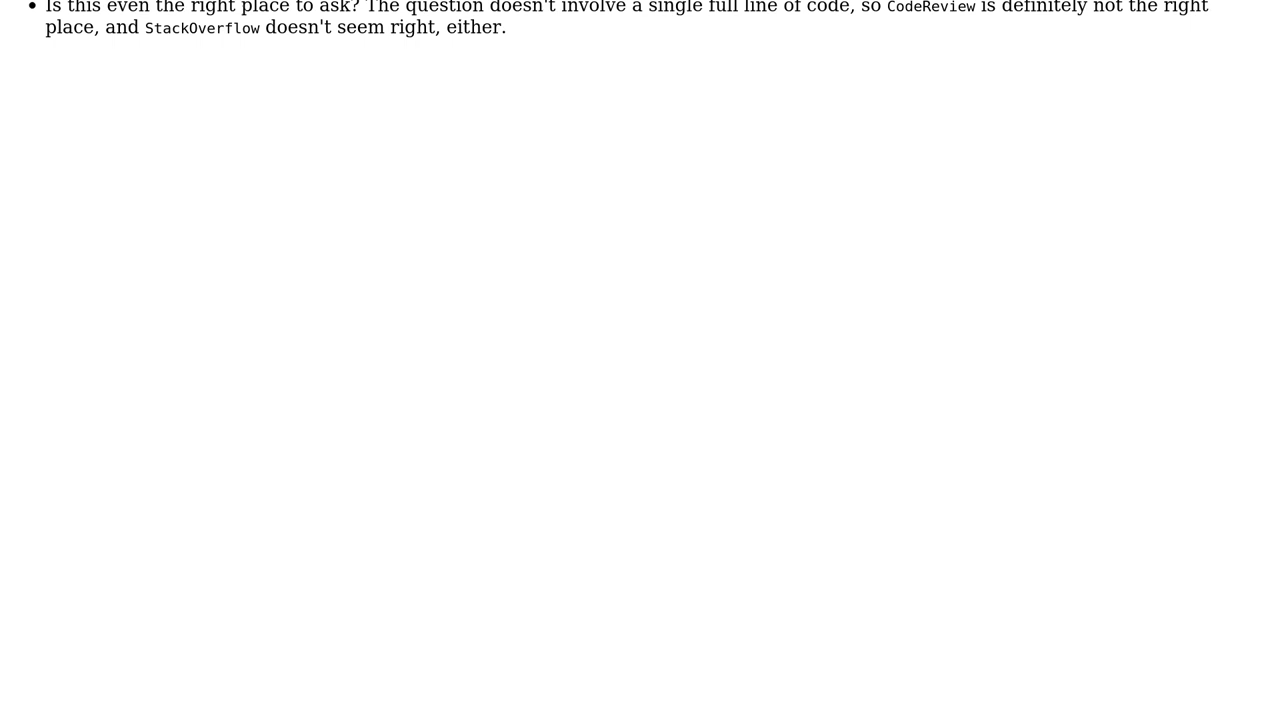 • Is this even the right place to ask? The question doesn't involve a single full line of code, so CodeReview is definitely not the right
place, and StackOverflow doesn't seem right, either.